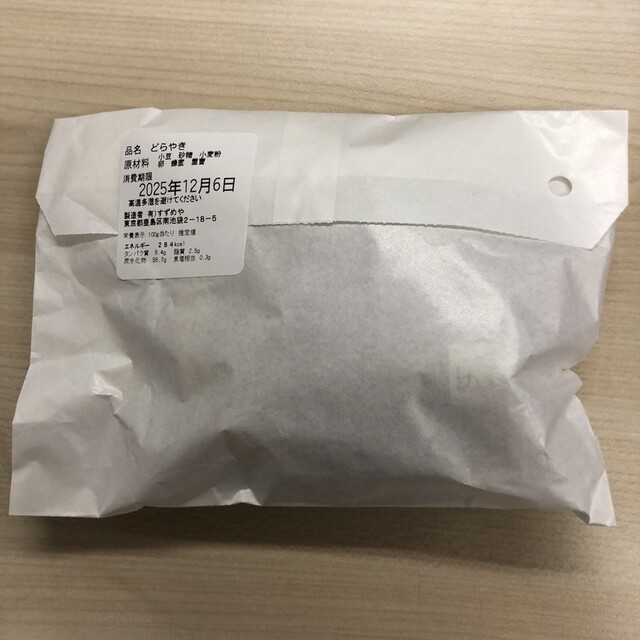 品名 どらやき
原材料 小豆 砂糖 小麦粉
卵 蜂蜜 重曹
消費期限
2025年12月6日
高温多湿を避けてください
製造者 有)すずめや
東京都豊島区南池袋2-18-5
栄養表示 100g当たり 推定値
エネルギー 284kcal
タンパク質 6.4g 脂質 2.5g
炭水化物 58.7g 食塩相当 0.3g